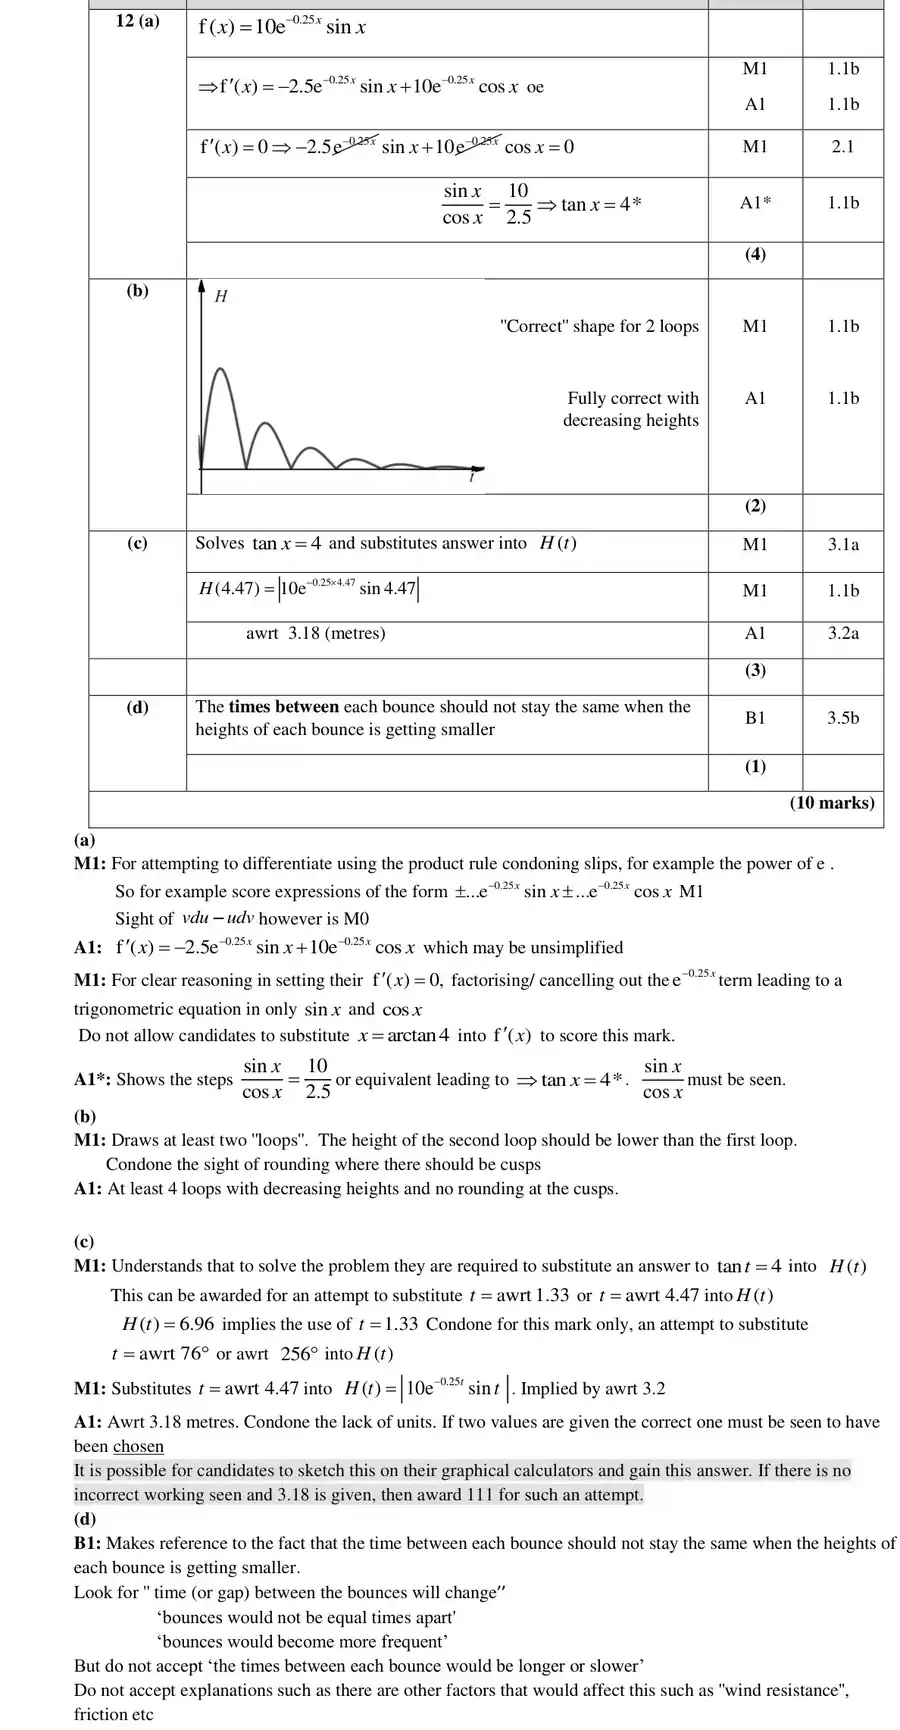 12 (a)
f(x) = 10e^{−0.25x} sin x
⇒ f′(x) = −2.5e^{−0.25x} sin x + 10e^{−0.25x} cos x oe
M1 1.1b
A1 1.1b
f′(x) = 0 ⇒ −2.5e^{−0.25x} sin x + 10e^{−0.25x} cos x = 0 M1 2.1
sin x / cos x = 10 / 2.5 ⇒ tan x = 4* A1* 1.1b
(4)
(b)
H
"Correct" shape for 2 loops M1 1.1b
Fully correct with A1 1.1b
decreasing heights
t
(2)
(c) Solves tan x = 4 and substitutes answer into H(t) M1 3.1a
H(4.47) = |10e^{−0.25×4.47} sin 4.47| M1 1.1b
awrt 3.18 (metres) A1 3.2a
(3)
(d) The times between each bounce should not stay the same when the
heights of each bounce is getting smaller B1 3.5b
(1)
(10 marks)
(a)
M1: For attempting to differentiate using the product rule condoning slips, for example the power of e .
So for example score expressions of the form ±...e^{−0.25x} sin x ± ...e^{−0.25x} cos x M1
Sight of vdu − udv however is M0
A1: f′(x) = −2.5e^{−0.25x} sin x + 10e^{−0.25x} cos x which may be unsimplified
M1: For clear reasoning in setting their f′(x) = 0, factorising/ cancelling out the e^{−0.25x} term leading to a
trigonometric equation in only sin x and cos x
Do not allow candidates to substitute x = arctan 4 into f′(x) to score this mark.
A1*: Shows the steps sin x / cos x = 10 / 2.5 or equivalent leading to ⇒ tan x = 4*. sin x / cos x must be seen.
(b)
M1: Draws at least two "loops". The height of the second loop should be lower than the first loop.
Condone the sight of rounding where there should be cusps
A1: At least 4 loops with decreasing heights and no rounding at the cusps.
(c)
M1: Understands that to solve the problem they are required to substitute an answer to tan t = 4 into H(t)
This can be awarded for an attempt to substitute t = awrt 1.33 or t = awrt 4.47 into H(t)
H(t) = 6.96 implies the use of t = 1.33 Condone for this mark only, an attempt to substitute
t = awrt 76° or awrt 256° into H(t)
M1: Substitutes t = awrt 4.47 into H(t) = |10e^{−0.25t} sin t|. Implied by awrt 3.2
A1: Awrt 3.18 metres. Condone the lack of units. If two values are given the correct one must be seen to have
been chosen
It is possible for candidates to sketch this on their graphical calculators and gain this answer. If there is no
incorrect working seen and 3.18 is given, then award 111 for such an attempt.
(d)
B1: Makes reference to the fact that the time between each bounce should not stay the same when the heights of
each bounce is getting smaller.
Look for " time (or gap) between the bounces will change"
‘bounces would not be equal times apart'
‘bounces would become more frequent’
But do not accept ‘the times between each bounce would be longer or slower’
Do not accept explanations such as there are other factors that would affect this such as "wind resistance",
friction etc